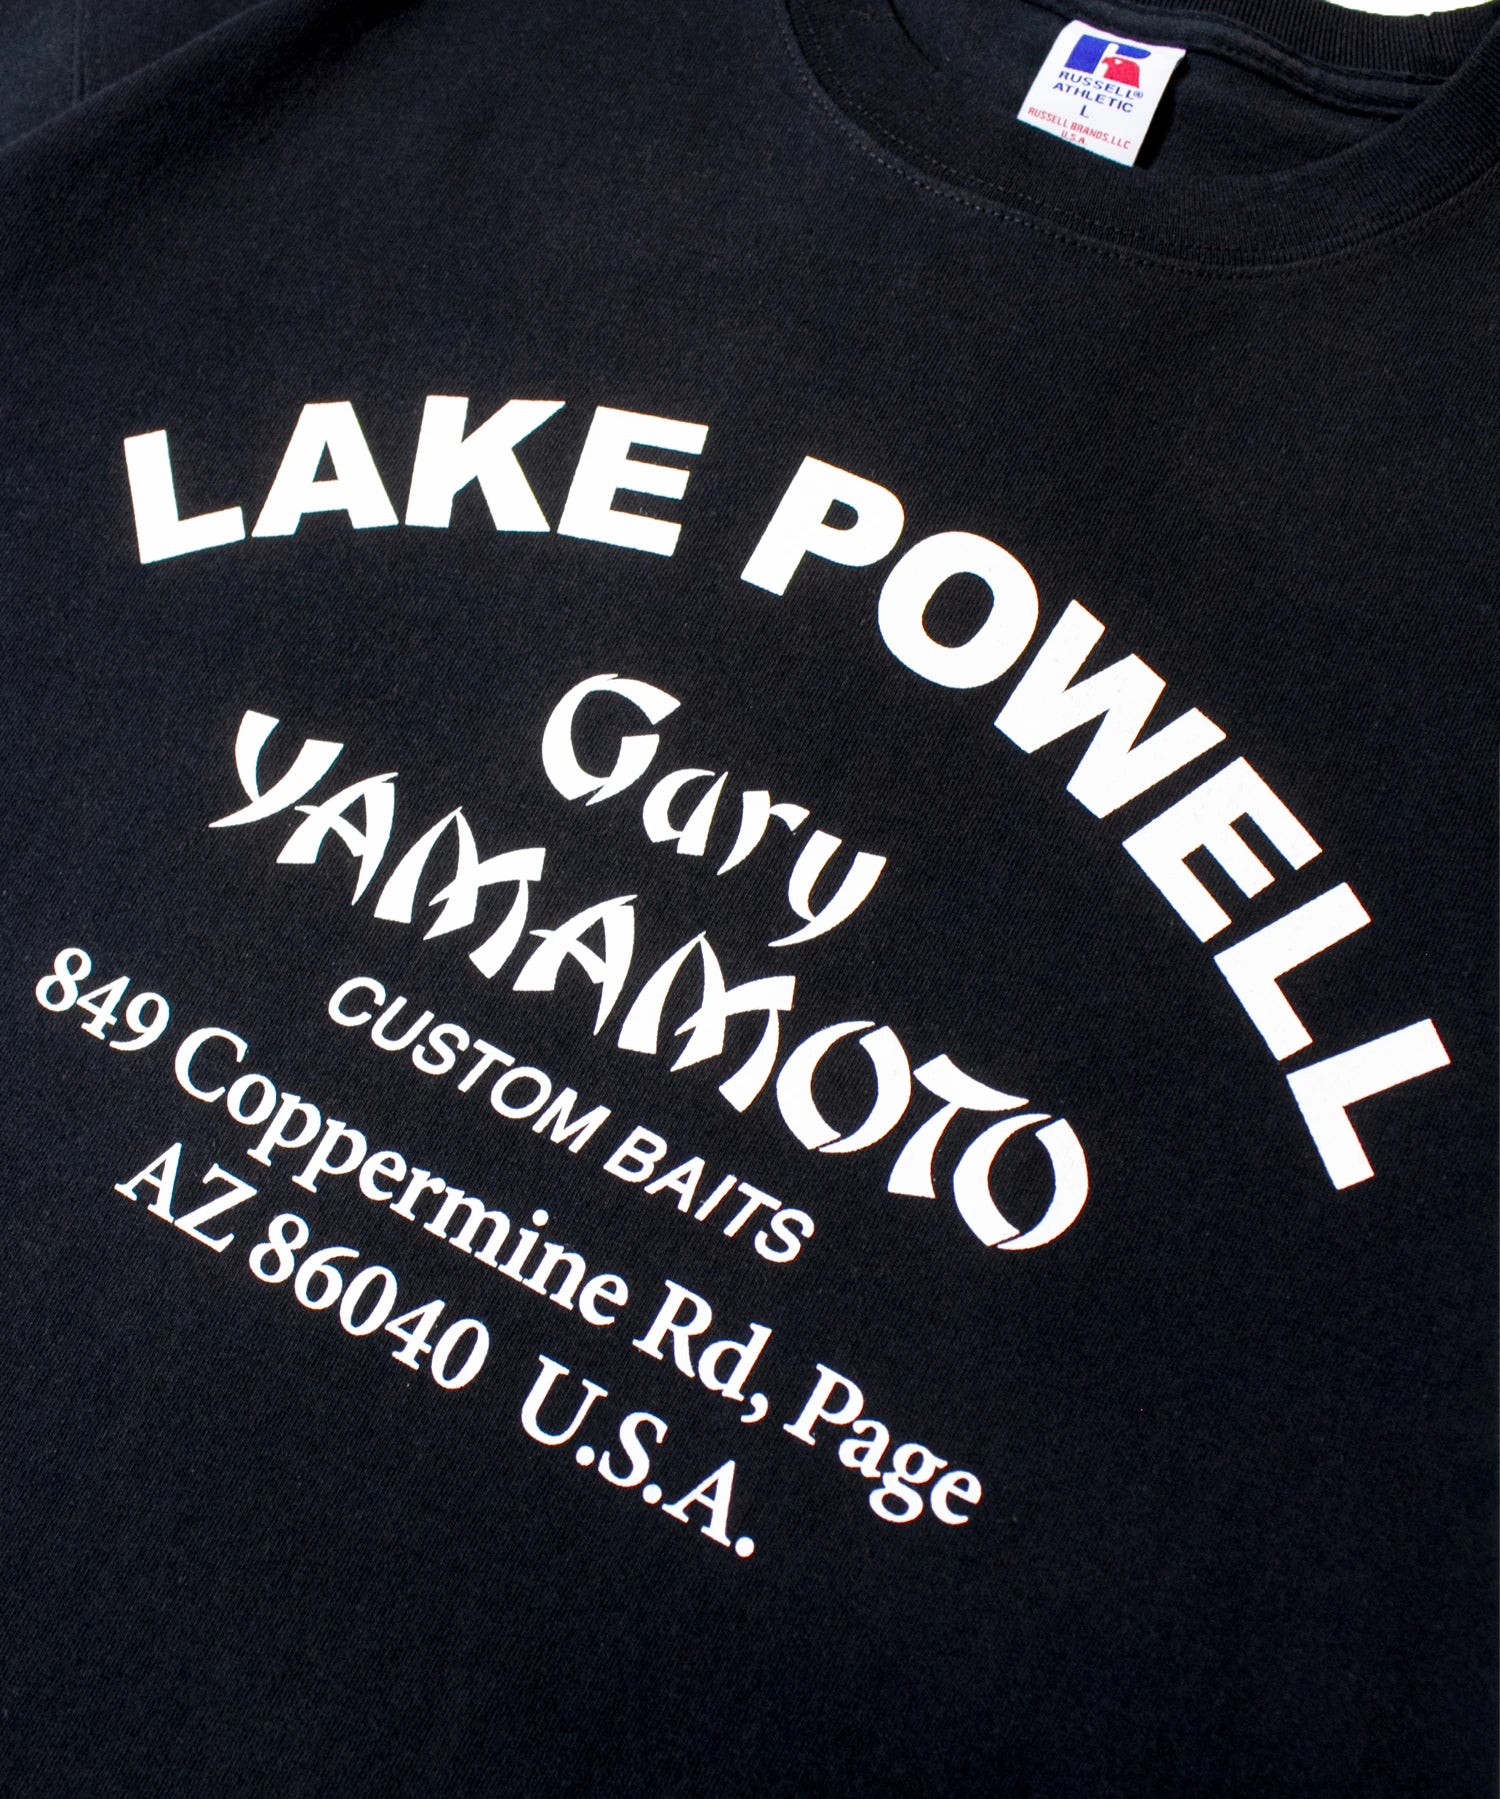 RUSSELL®
ATHLETIC
L
RUSSELL BRANDS, LLC
U.S.A.
LAKE POWELL
Gary
YAMAMOTO
CUSTOM BAITS
849 Coppermine Rd, Page
AZ 86040 U.S.A.